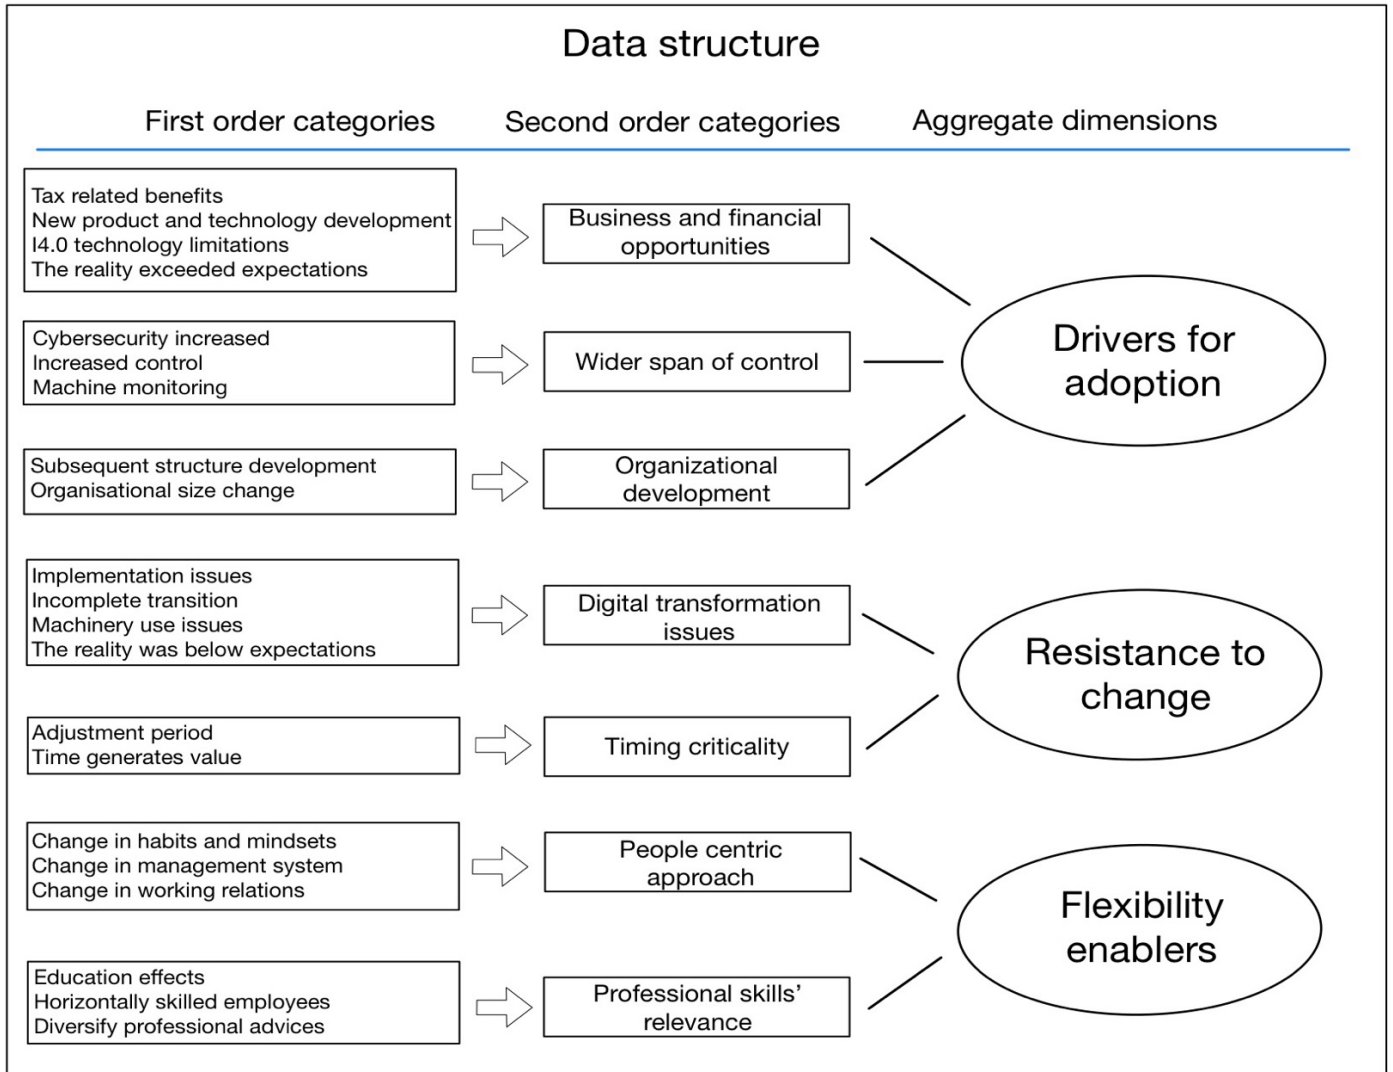 Data structure
First order categories
Second order categories
Aggregate dimensions
Tax related benefits
New product and technology development
I4.0 technology limitations
The reality exceeded expectations
Business and financial
opportunities
Cybersecurity increased
Increased control
Machine monitoring
Wider span of control
Subsequent structure development
Organisational size change
Organizational
development
Drivers for
adoption
Implementation issues
Incomplete transition
Machinery use issues
The reality was below expectations
Digital transformation
issues
Adjustment period
Time generates value
Timing criticality
Resistance to
change
Change in habits and mindsets
Change in management system
Change in working relations
People centric
approach
Education effects
Horizontally skilled employees
Diversify professional advices
Professional skills’
relevance
Flexibility
enablers